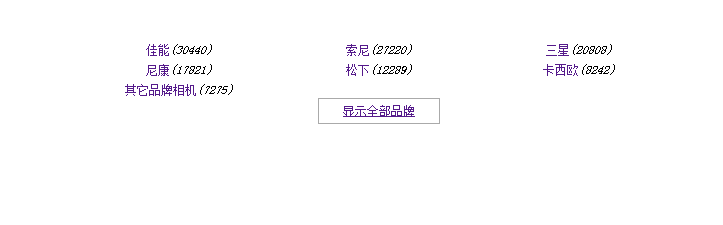 佳能 (30440) 索尼 (27220) 三星 (20808)
尼康 (17821) 松下 (12289) 卡西欧 (8242)
其它品牌相机 (7275)
显示全部品牌